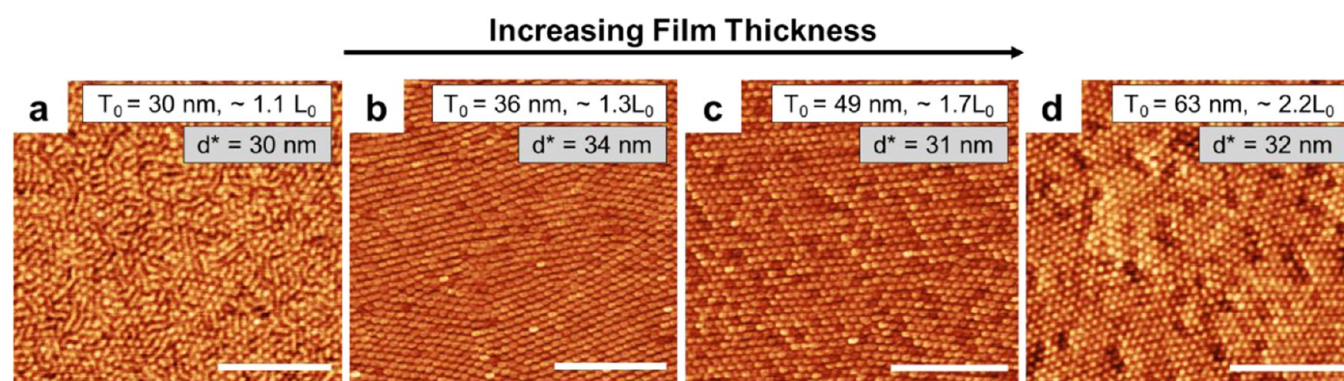 Increasing Film Thickness
a
T₀ = 30 nm, ~ 1.1 L₀
d* = 30 nm
b
T₀ = 36 nm, ~ 1.3L₀
d* = 34 nm
c
T₀ = 49 nm, ~ 1.7L₀
d* = 31 nm
d
T₀ = 63 nm, ~ 2.2L₀
d* = 32 nm